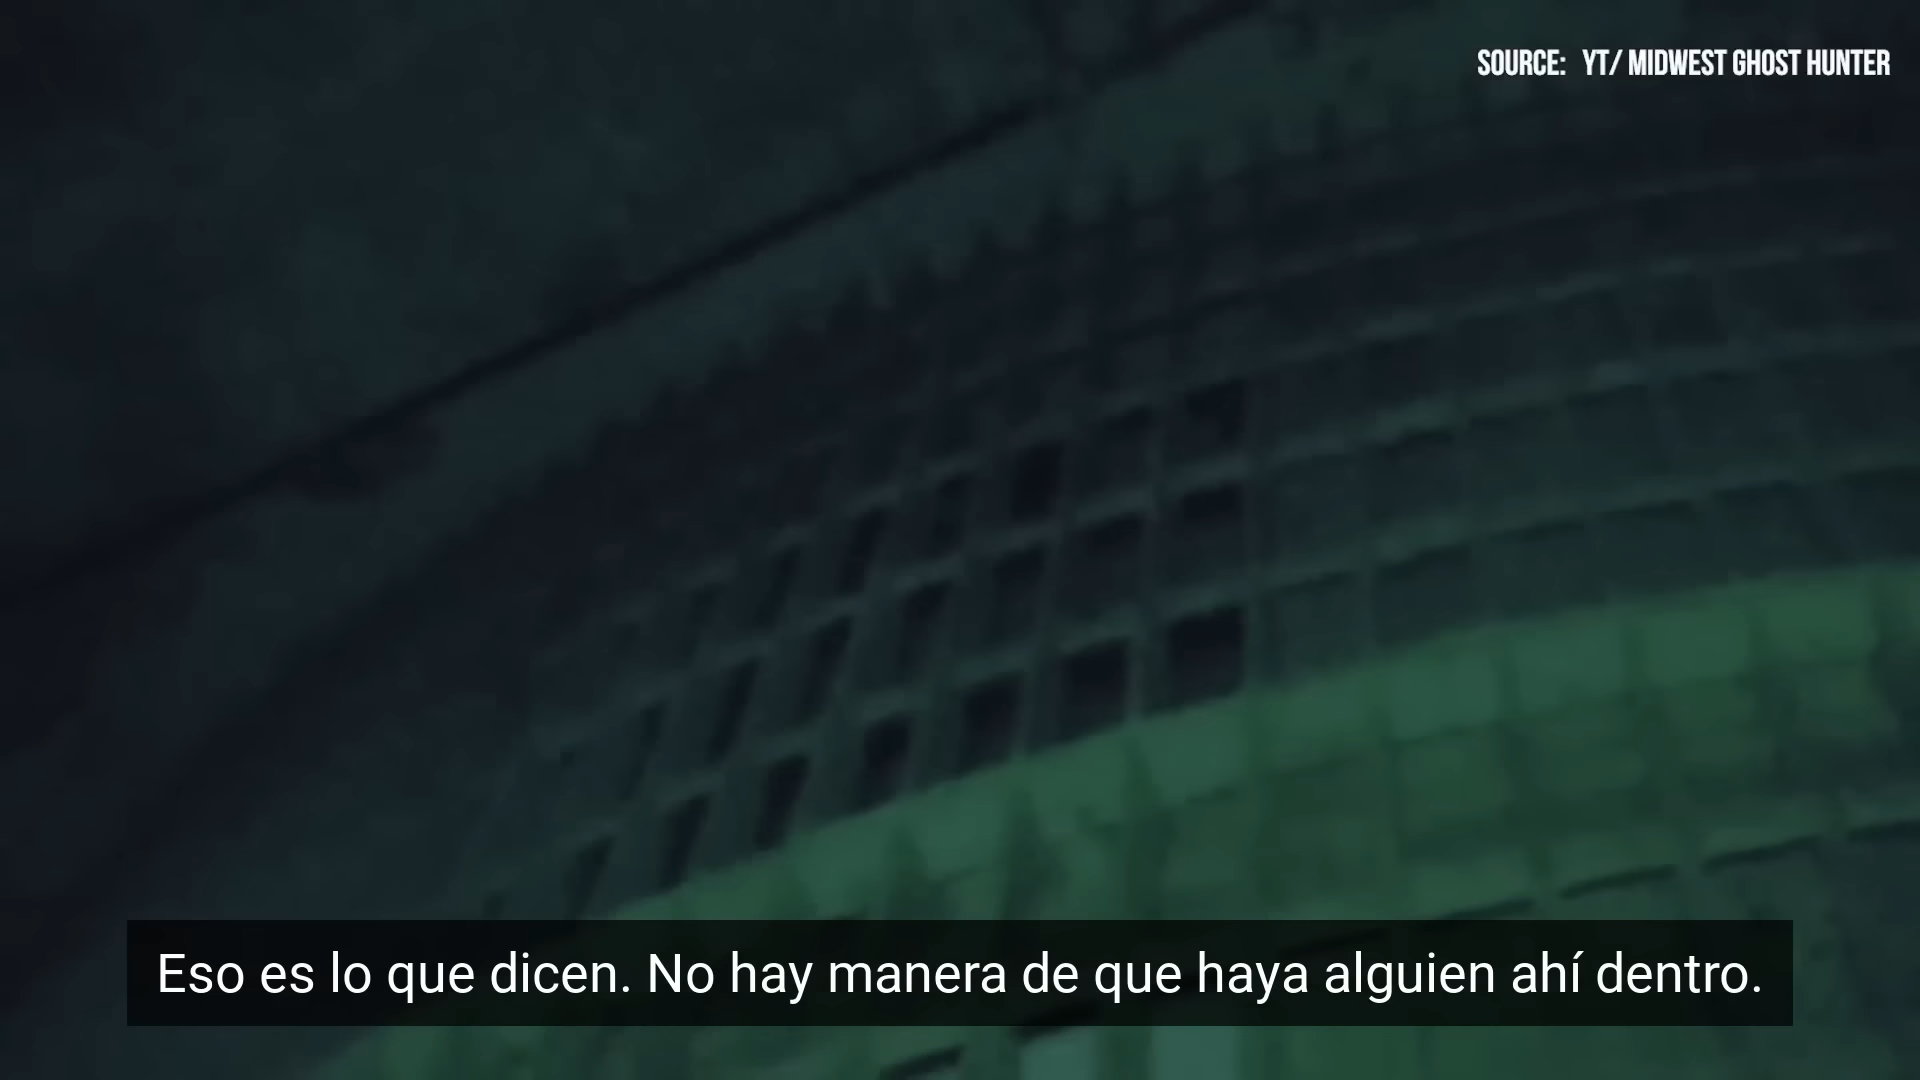 SOURCE: YT/ MIDWEST GHOST HUNTER
Eso es lo que dicen. No hay manera de que haya alguien ahí dentro.